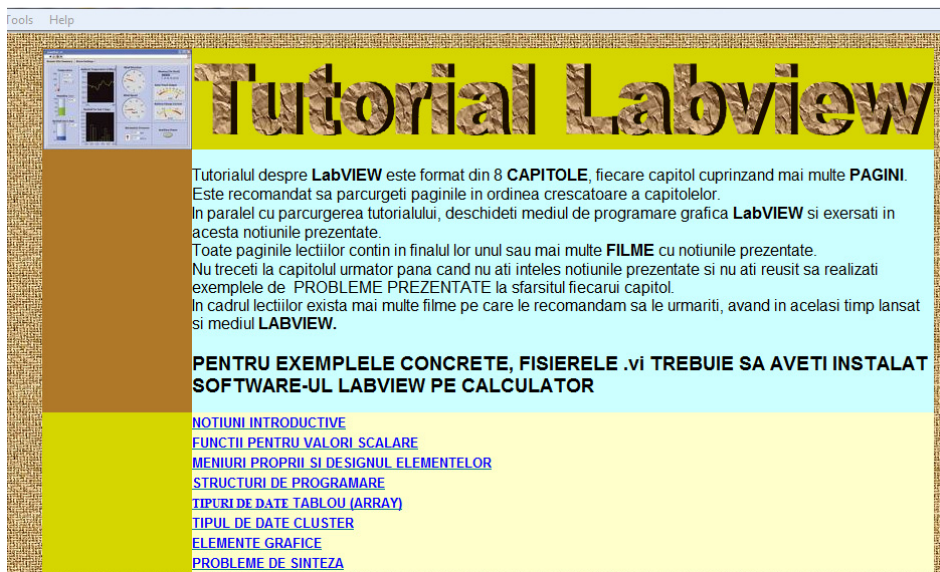 Tools Help
Tutorial Labview
Tutorialul despre LabVIEW este format din 8 CAPITOLE, fiecare capitol cuprinzand mai multe PAGINI.
Este recomandat sa parcurgeti paginile in ordinea crescatoare a capitolelor.
In paralel cu parcurgerea tutorialului, deschideti mediul de programare grafica LabVIEW si exersati in
acesta notiunile prezentate.
Toate paginile lectiilor contin in finalul lor unul sau mai multe FILME cu notiunile prezentate.
Nu treceti la capitolul urmator pana cand nu ati inteles notiunile prezentate si nu ati reusit sa realizati
exemplele de PROBLEME PREZENTATE la sfarsitul fiecarui capitol.
In cadrul lectiilor exista mai multe filme pe care le recomandam sa le urmariti, avand in acelasi timp lansat
si mediul LABVIEW.
PENTRU EXEMPLELE CONCRETE, FISIERELE .vi TREBUIE SA AVETI INSTALAT
SOFTWARE-UL LABVIEW PE CALCULATOR
NOTIUNI INTRODUCTIVE
FUNCTII PENTRU VALORI SCALARE
MENIURI PROPRII SI DESIGNUL ELEMENTELOR
STRUCTURI DE PROGRAMARE
TIPURI DE DATE TABLOU (ARRAY)
TIPUL DE DATE CLUSTER
ELEMENTE GRAFICE
PROBLEME DE SINTEZA